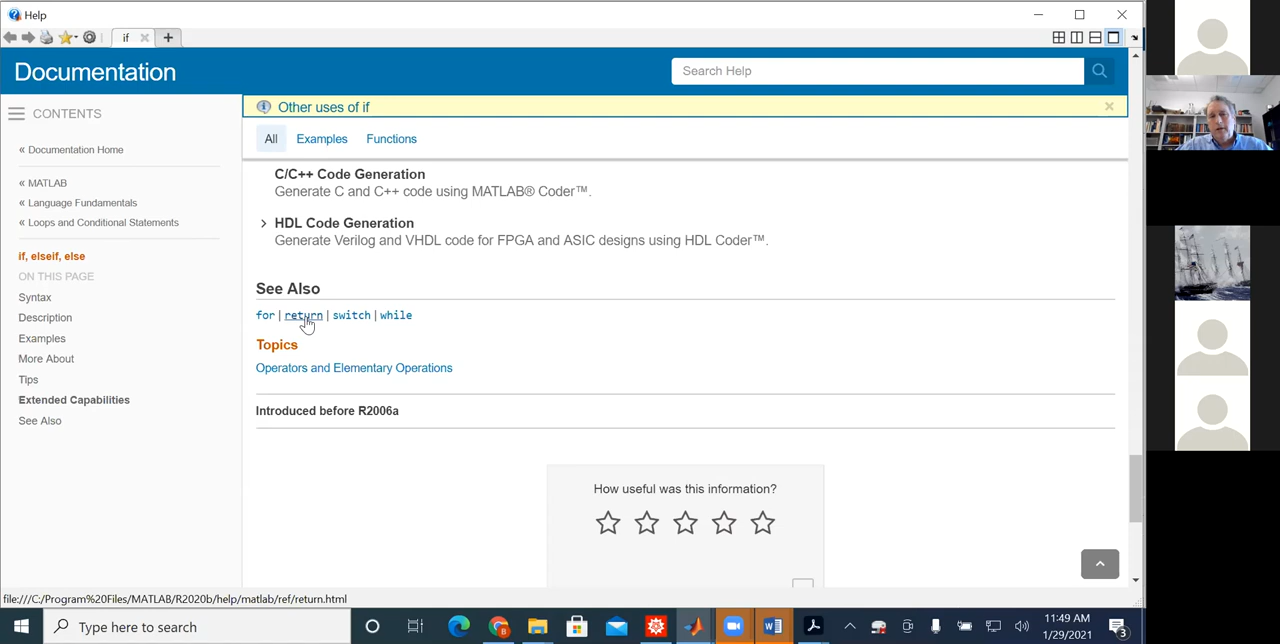 Help
if
Documentation
Search Help
CONTENTS
« Documentation Home
« MATLAB
« Language Fundamentals
« Loops and Conditional Statements
if, elseif, else
ON THIS PAGE
Syntax
Description
Examples
More About
Tips
Extended Capabilities
See Also
Other uses of if
All Examples Functions
C/C++ Code Generation
Generate C and C++ code using MATLAB® Coder™.
HDL Code Generation
Generate Verilog and VHDL code for FPGA and ASIC designs using HDL Coder™.
See Also
for | return | switch | while
Topics
Operators and Elementary Operations
Introduced before R2006a
How useful was this information?
file:///C:/Program%20Files/MATLAB/R2020b/help/matlab/ref/return.html
Type here to search
11:49 AM
1/29/2021
3